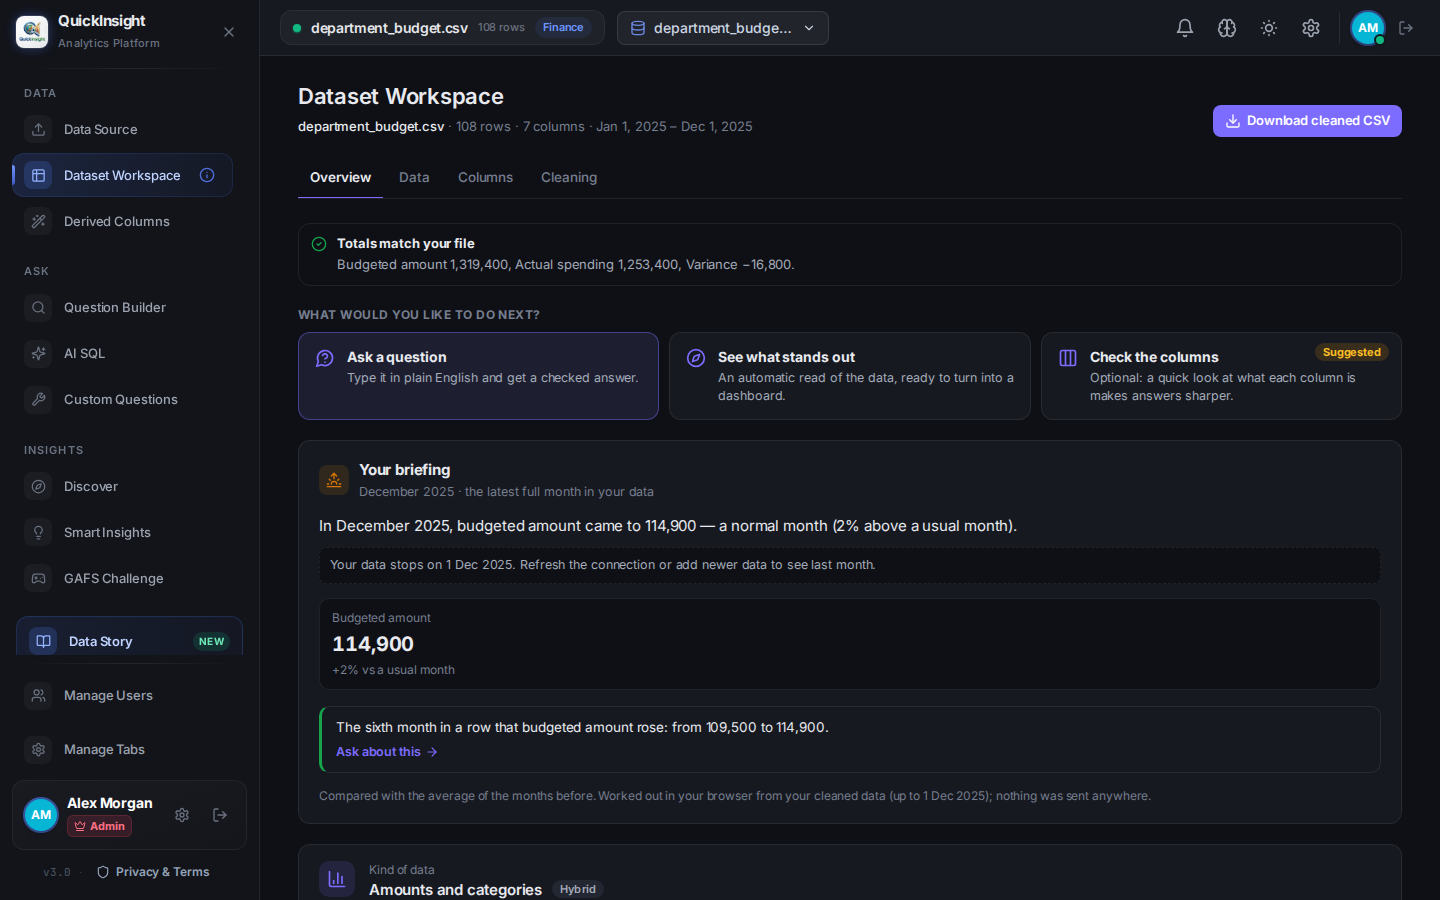 QuickInsight
Analytics Platform
DATA
Data Source
Dataset Workspace
Derived Columns
ASK
Question Builder
AI SQL
Custom Questions
INSIGHTS
Discover
Smart Insights
GAFS Challenge
Data Story NEW
Manage Users
Manage Tabs
AM Alex Morgan
Admin
v3.0 · Privacy & Terms
department_budget.csv 108 rows Finance
department_budge...
AM
Dataset Workspace
department_budget.csv · 108 rows · 7 columns · Jan 1, 2025 – Dec 1, 2025
Download cleaned CSV
Overview Data Columns Cleaning
Totals match your file
Budgeted amount 1,319,400, Actual spending 1,253,400, Variance −16,800.
WHAT WOULD YOU LIKE TO DO NEXT?
Ask a question
Type it in plain English and get a checked answer.
See what stands out
An automatic read of the data, ready to turn into a
dashboard.
Check the columns Suggested
Optional: a quick look at what each column is
makes answers sharper.
Your briefing
December 2025 · the latest full month in your data
In December 2025, budgeted amount came to 114,900 — a normal month (2% above a usual month).
Your data stops on 1 Dec 2025. Refresh the connection or add newer data to see last month.
Budgeted amount
114,900
+2% vs a usual month
The sixth month in a row that budgeted amount rose: from 109,500 to 114,900.
Ask about this →
Compared with the average of the months before. Worked out in your browser from your cleaned data (up to 1 Dec 2025); nothing was sent anywhere.
Kind of data
Amounts and categories Hybrid